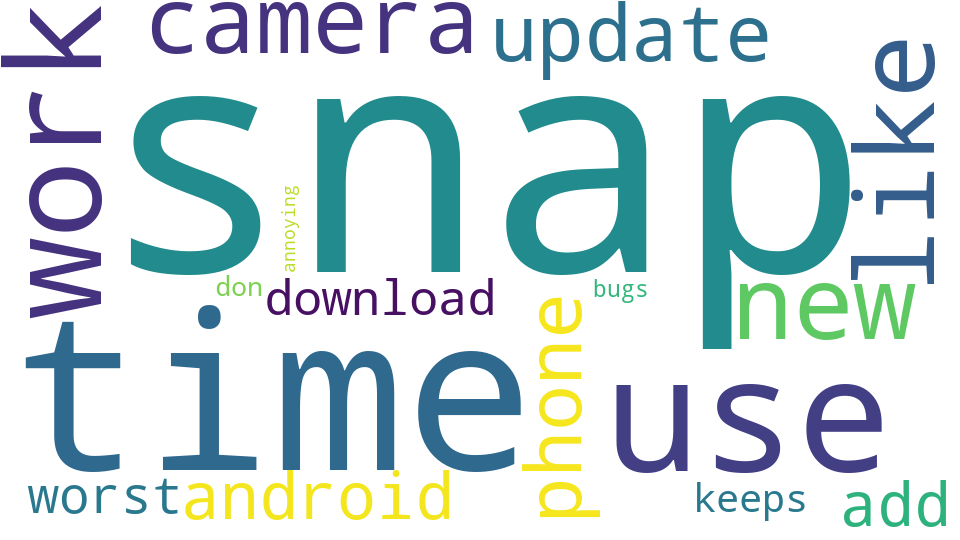 camera
update
work
snap
like
annoying
don
download
bugs
new
time
phone
use
worst
android
keeps
add